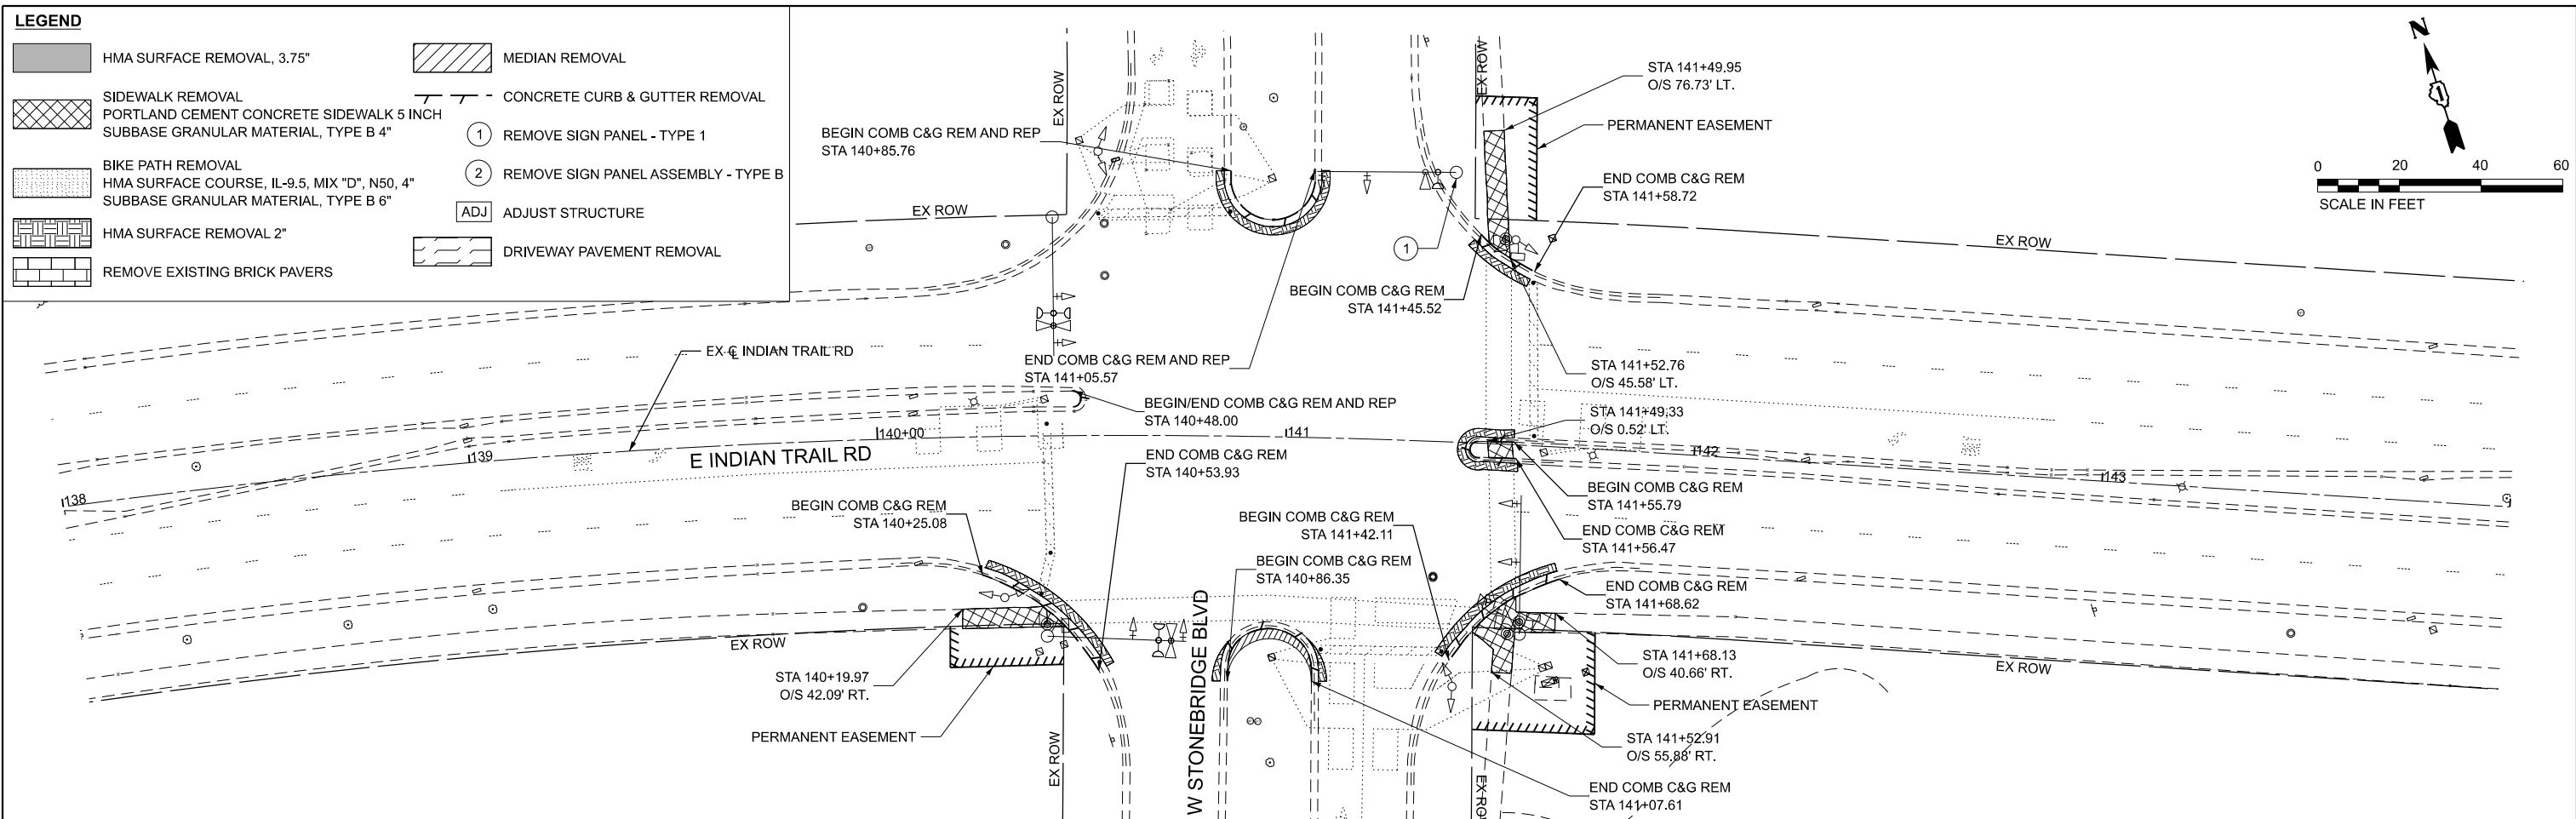 LEGEND
HMA SURFACE REMOVAL, 3.75"
SIDEWALK REMOVAL
PORTLAND CEMENT CONCRETE SIDEWALK 5 INCH
SUBBASE GRANULAR MATERIAL, TYPE B 4"
BIKE PATH REMOVAL
HMA SURFACE COURSE, IL-9.5, MIX "D", N50, 4"
SUBBASE GRANULAR MATERIAL, TYPE B 6"
HMA SURFACE REMOVAL 2"
REMOVE EXISTING BRICK PAVERS
MEDIAN REMOVAL
CONCRETE CURB & GUTTER REMOVAL
1 REMOVE SIGN PANEL - TYPE 1
2 REMOVE SIGN PANEL ASSEMBLY - TYPE B
ADJ ADJUST STRUCTURE
DRIVEWAY PAVEMENT REMOVAL
BEGIN COMB C&G REM AND REP
STA 140+85.76
EX ROW
EX ROW
EX ROW
STA 141+49.95
O/S 76.73' LT.
PERMANENT EASEMENT
END COMB C&G REM
STA 141+58.72
N
1
0 20 40 60
SCALE IN FEET
EX ROW
1
BEGIN COMB C&G REM
STA 141+45.52
END COMB C&G REM AND REP
STA 141+05.57
STA 141+52.76
O/S 45.58' LT.
EX ℄ INDIAN TRAIL RD
BEGIN/END COMB C&G REM AND REP
STA 140+48.00
STA 141+49.33
O/S 0.52' LT.
138
139
140+00
141
142
143
E INDIAN TRAIL RD
END COMB C&G REM
STA 140+53.93
BEGIN COMB C&G REM
STA 141+55.79
END COMB C&G REM
STA 141+56.47
BEGIN COMB C&G REM
STA 140+25.08
BEGIN COMB C&G REM
STA 141+42.11
BEGIN COMB C&G REM
STA 140+86.35
END COMB C&G REM
STA 141+68.62
EX ROW
STA 140+19.97
O/S 42.09' RT.
PERMANENT EASEMENT
EX ROW
W STONEBRIDGE BLVD
STA 141+68.13
O/S 40.66' RT.
EX ROW
PERMANENT EASEMENT
STA 141+52.91
O/S 55.88' RT.
END COMB C&G REM
STA 141+07.61
EX ROW